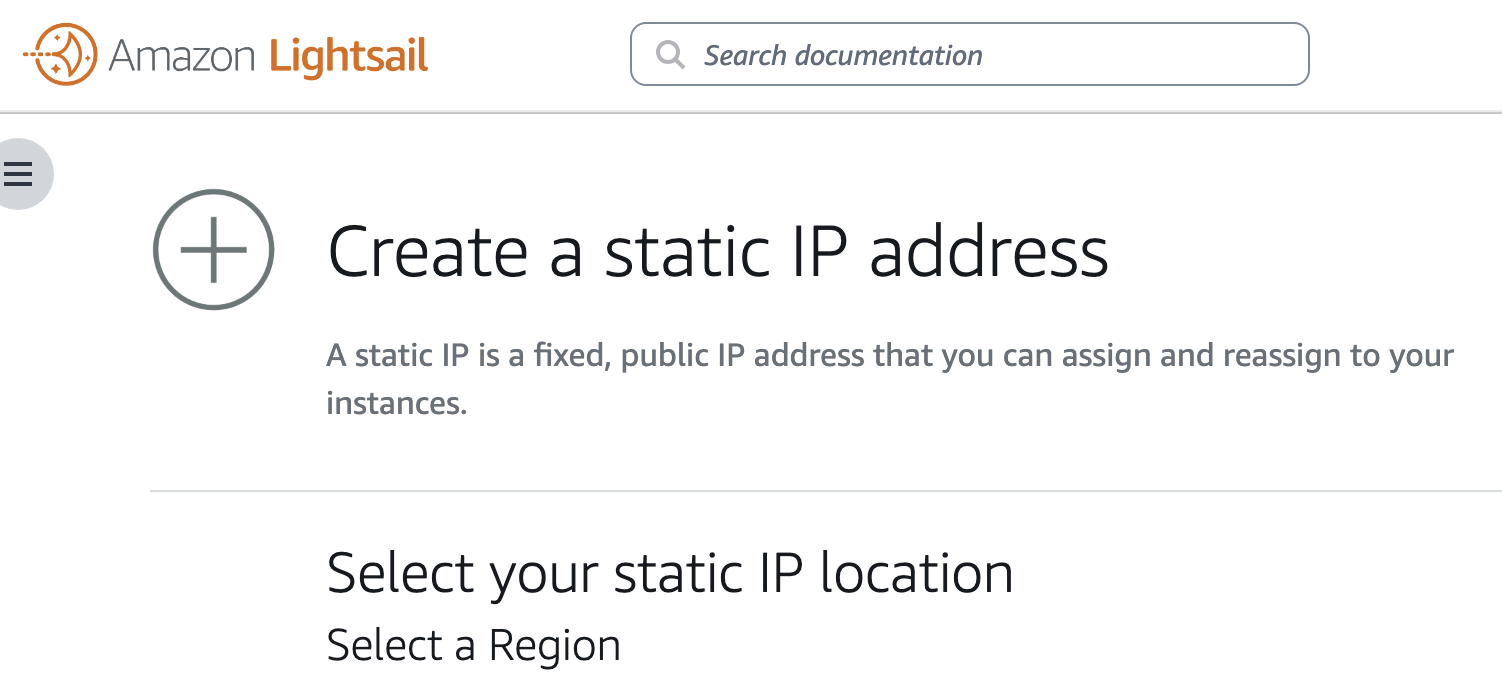 Amazon Lightsail
Search documentation
Create a static IP address
A static IP is a fixed, public IP address that you can assign and reassign to your
instances.
Select your static IP location
Select a Region